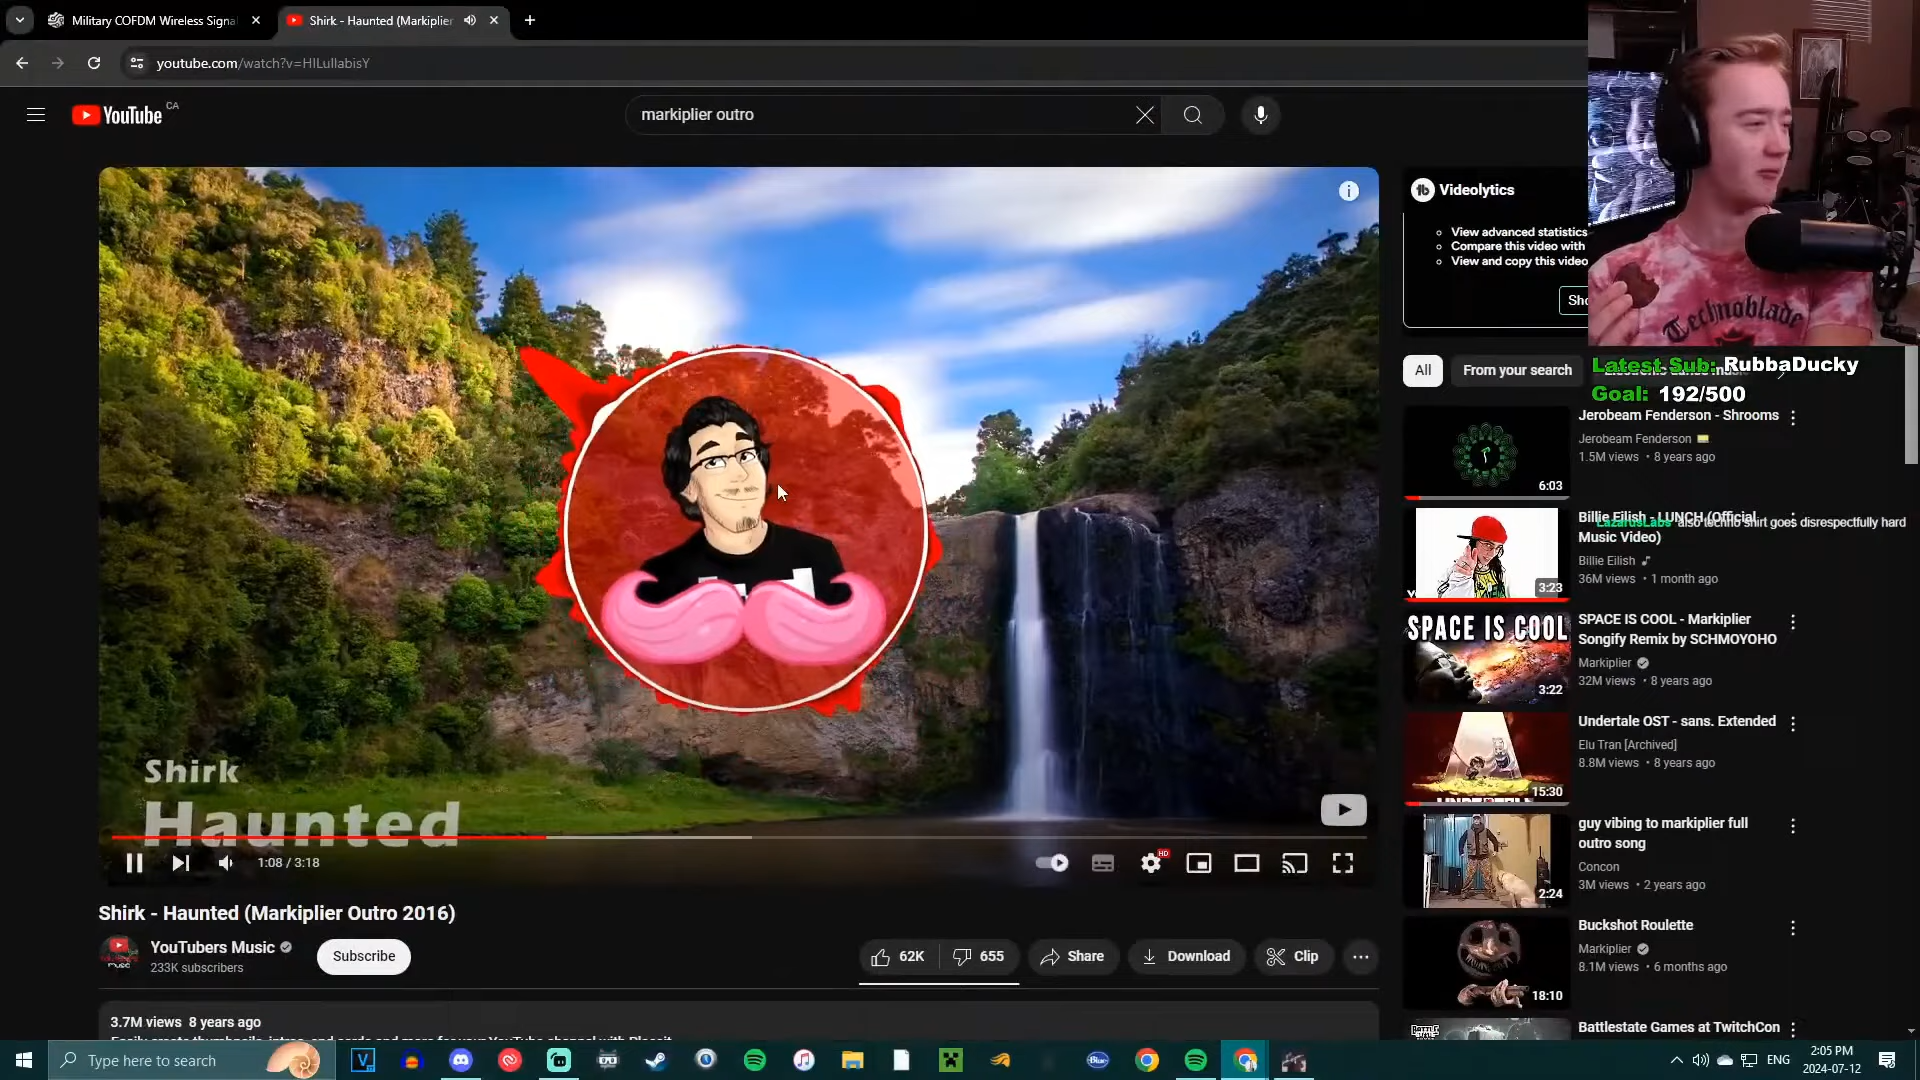 Military COFDM Wireless Signa
Shirk - Haunted (Markiplier
youtube.com/watch?v=HlLullabisY
YouTube CA
markiplier outro
Videolytics
View advanced statistics
Compare this video with
View and copy this video
Sho
Technoblade
Latest Sub: RubbaDucky
Goal: 192/500
All
From your search
Jerobeam Fenderson - Shrooms
Jerobeam Fenderson
1.5M views • 8 years ago
6:03
Billie Eilish - LUNCH (Official
Music Video)
LazarusLabs also techno shirt goes disrespectfully hard
Billie Eilish
36M views • 1 month ago
3:23
SPACE IS COOL
SPACE IS COOL - Markiplier
Songify Remix by SCHMOYOHO
Markiplier
32M views • 8 years ago
3:22
Undertale OST - sans. Extended
Elu Tran [Archived]
8.8M views • 8 years ago
15:30
guy vibing to markiplier full
outro song
Concon
3M views • 2 years ago
2:24
Buckshot Roulette
Markiplier
8.1M views • 6 months ago
18:10
Battlestate Games at TwitchCon
Shirk
Haunted
1:08 / 3:18
HD
Shirk - Haunted (Markiplier Outro 2016)
YouTubers Music
233K subscribers
Subscribe
62K
655
Share
Download
Clip
3.7M views 8 years ago
Type here to search
ENG
2:05 PM
2024-07-12